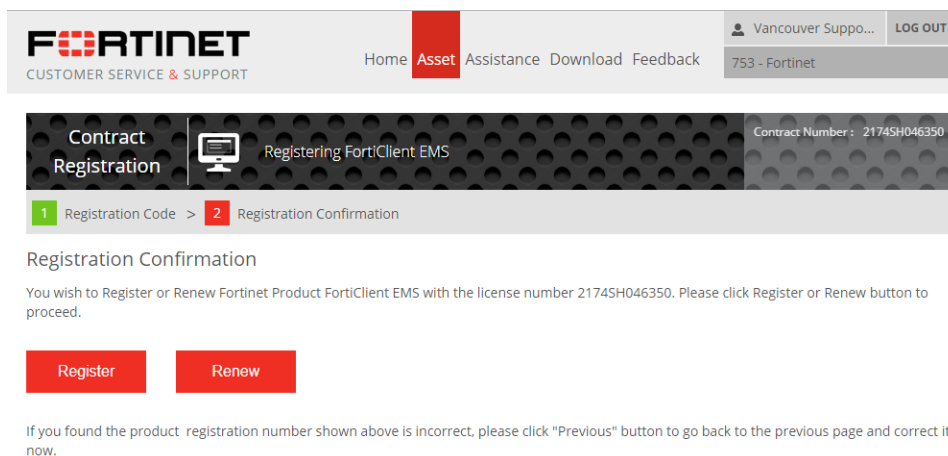 FORTINET
CUSTOMER SERVICE & SUPPORT
Home Asset Assistance Download Feedback
Vancouver Suppo... LOG OUT
753 - Fortinet
Contract
Registration
Registering FortiClient EMS
Contract Number : 2174SH046350
1 Registration Code > 2 Registration Confirmation
Registration Confirmation
You wish to Register or Renew Fortinet Product FortiClient EMS with the license number 2174SH046350. Please click Register or Renew button to
proceed.
Register Renew
If you found the product registration number shown above is incorrect, please click "Previous" button to go back to the previous page and correct it
now.